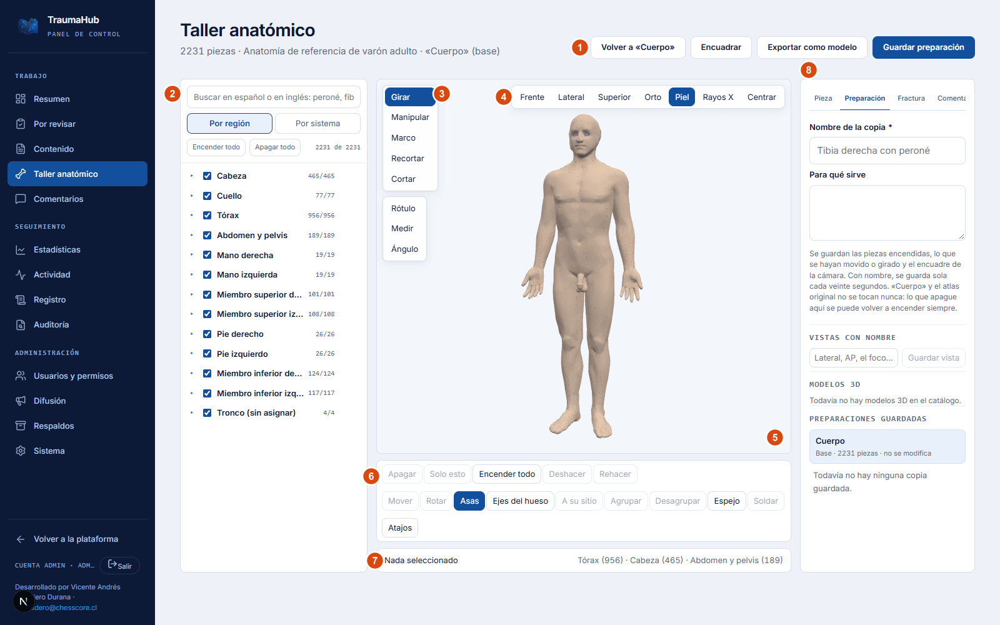 TraumaHub
PANEL DE CONTROL
TRABAJO
Resumen
Por revisar
Contenido
Taller anatómico
Comentarios
SEGUIMIENTO
Estadísticas
Actividad
Registro
Auditoría
ADMINISTRACIÓN
Usuarios y permisos
Difusión
Respaldos
Sistema
Volver a la plataforma
CUENTA ADMIN · ADM…
Salir
Desarrollado por Vicente Andrés
Durana ·
@chesscore.cl
N
Taller anatómico
2231 piezas · Anatomía de referencia de varón adulto · «Cuerpo» (base)
1
Volver a «Cuerpo»
Encuadrar
Exportar como modelo
Guardar preparación
2
Buscar en español o en inglés: peroné, fib
Por región
Por sistema
Encender todo
Apagar todo
2231 de 2231
Cabeza 465/465
Cuello 77/77
Tórax 956/956
Abdomen y pelvis 189/189
Mano derecha 19/19
Mano izquierda 19/19
Miembro superior d... 101/101
Miembro superior iz... 108/108
Pie derecho 26/26
Pie izquierdo 26/26
Miembro inferior de... 124/124
Miembro inferior izq... 117/117
Tronco (sin asignar) 4/4
Girar
3
Manipular
Marco
Recortar
Cortar
Rótulo
Medir
Ángulo
4
Frente
Lateral
Superior
Orto
Piel
Rayos X
Centrar
5
6
Apagar
Solo esto
Encender todo
Deshacer
Rehacer
Mover
Rotar
Asas
Ejes del hueso
A su sitio
Agrupar
Desagrupar
Espejo
Soldar
Atajos
7
Nada seleccionado
Tórax (956) · Cabeza (465) · Abdomen y pelvis (189)
8
Pieza
Preparación
Fractura
Comenta
Nombre de la copia *
Tibia derecha con peroné
Para qué sirve
Se guardan las piezas encendidas, lo que
se hayan movido o girado y el encuadre de
la cámara. Con nombre, se guarda sola
cada veinte segundos. «Cuerpo» y el atlas
original no se tocan nunca: lo que apague
aquí se puede volver a encender siempre.
VISTAS CON NOMBRE
Lateral, AP, el foco...
Guardar vista
MODELOS 3D
Todavía no hay modelos 3D en el catálogo.
PREPARACIONES GUARDADAS
Cuerpo
Base · 2231 piezas · no se modifica
Todavía no hay ninguna copia
guardada.